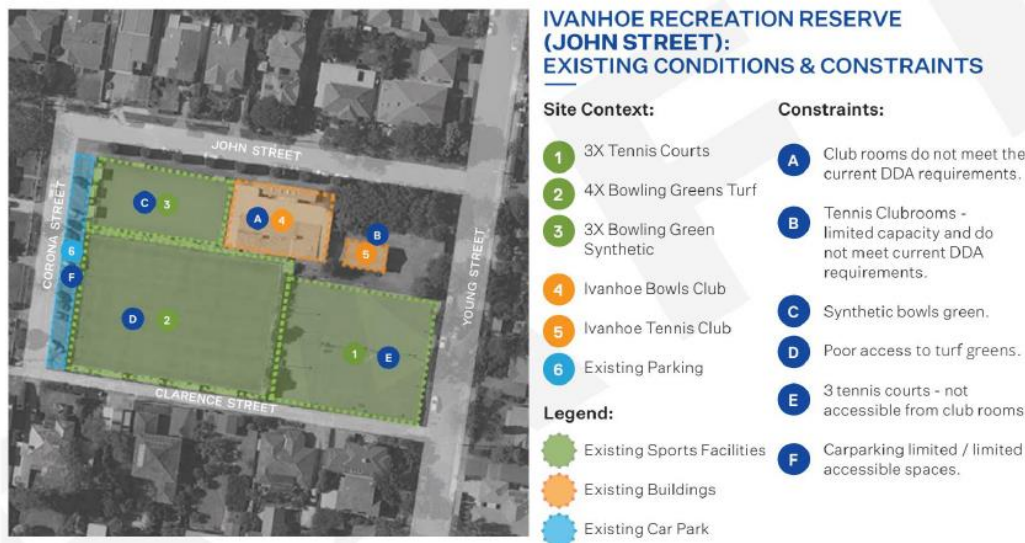 IVANHOE RECREATION RESERVE
(JOHN STREET):
EXISTING CONDITIONS & CONSTRAINTS
Site Context:
1 3X Tennis Courts
2 4X Bowling Greens Turf
3 3X Bowling Green
Synthetic
4 Ivanhoe Bowls Club
5 Ivanhoe Tennis Club
6 Existing Parking
Legend:
Existing Sports Facilities
Existing Buildings
Existing Car Park
Constraints:
A Club rooms do not meet the
current DDA requirements.
B Tennis Clubrooms -
limited capacity and do
not meet current DDA
requirements.
C Synthetic bowls green.
D Poor access to turf greens.
E 3 tennis courts - not
accessible from club rooms
F Carparking limited / limited
accessible spaces.
JOHN STREET
CORONA STREET
YOUNG STREET
CLARENCE STREET
C 3
A 4
B
5
6
F
D 2
1 E